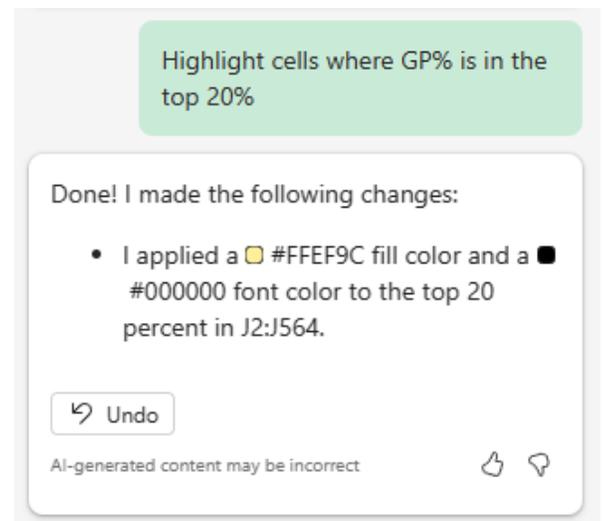 Highlight cells where GP% is in the
top 20%
Done! I made the following changes:
• I applied a #FFEF9C fill color and a
#000000 font color to the top 20
percent in J2:J564.
Undo
AI-generated content may be incorrect